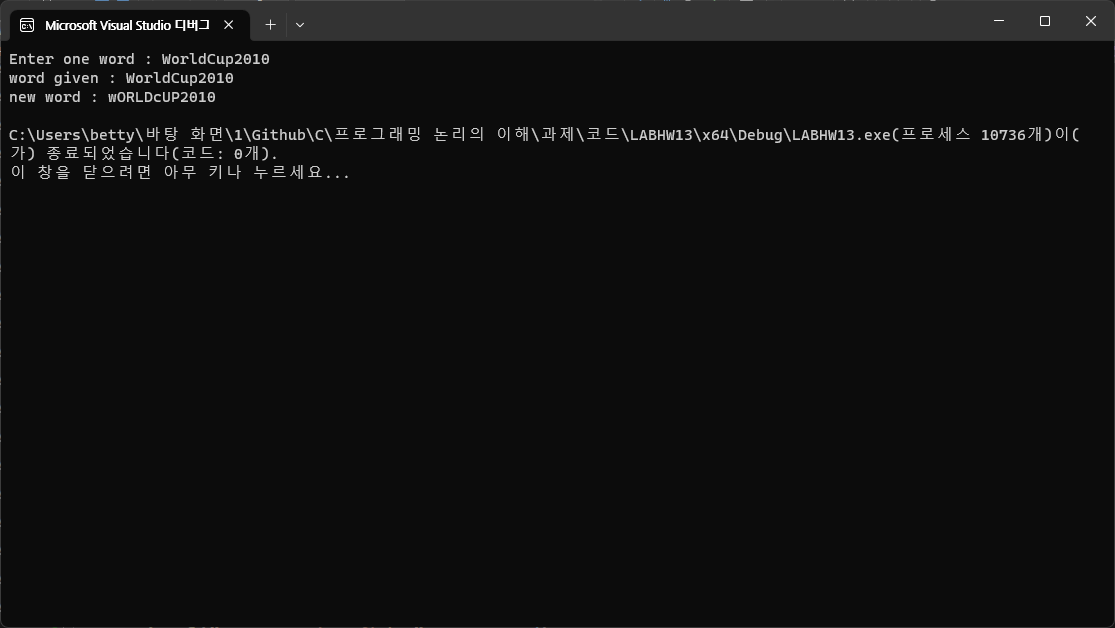 Microsoft Visual Studio 디버그
Enter one word : WorldCup2010
word given : WorldCup2010
new word : wORLDcUP2010
C:\Users\betty\바탕 화면\1\Github\C\프로그래밍 논리의 이해\과제\코드\LABHW13\x64\Debug\LABHW13.exe(프로세스 10736개)이(
가) 종료되었습니다(코드: 0개).
이 창을 닫으려면 아무 키나 누르세요...